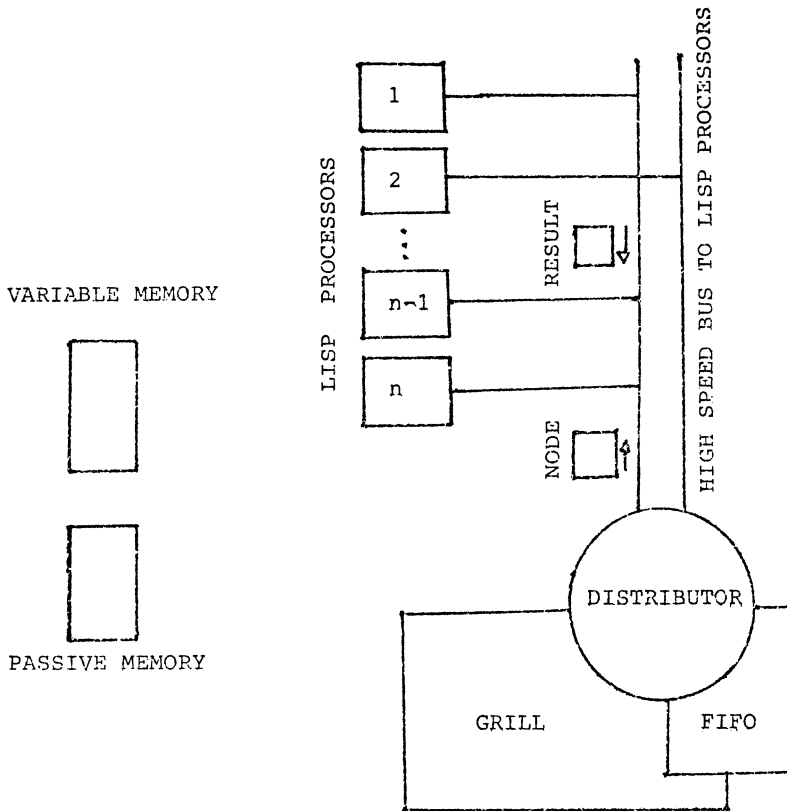 1
2
...
n-1
n
LISP PROCESSORS
RESULT
NODE
HIGH SPEED BUS TO LISP PROCESSORS
VARIABLE MEMORY
PASSIVE MEMORY
DISTRIBUTOR
GRILL
FIFO